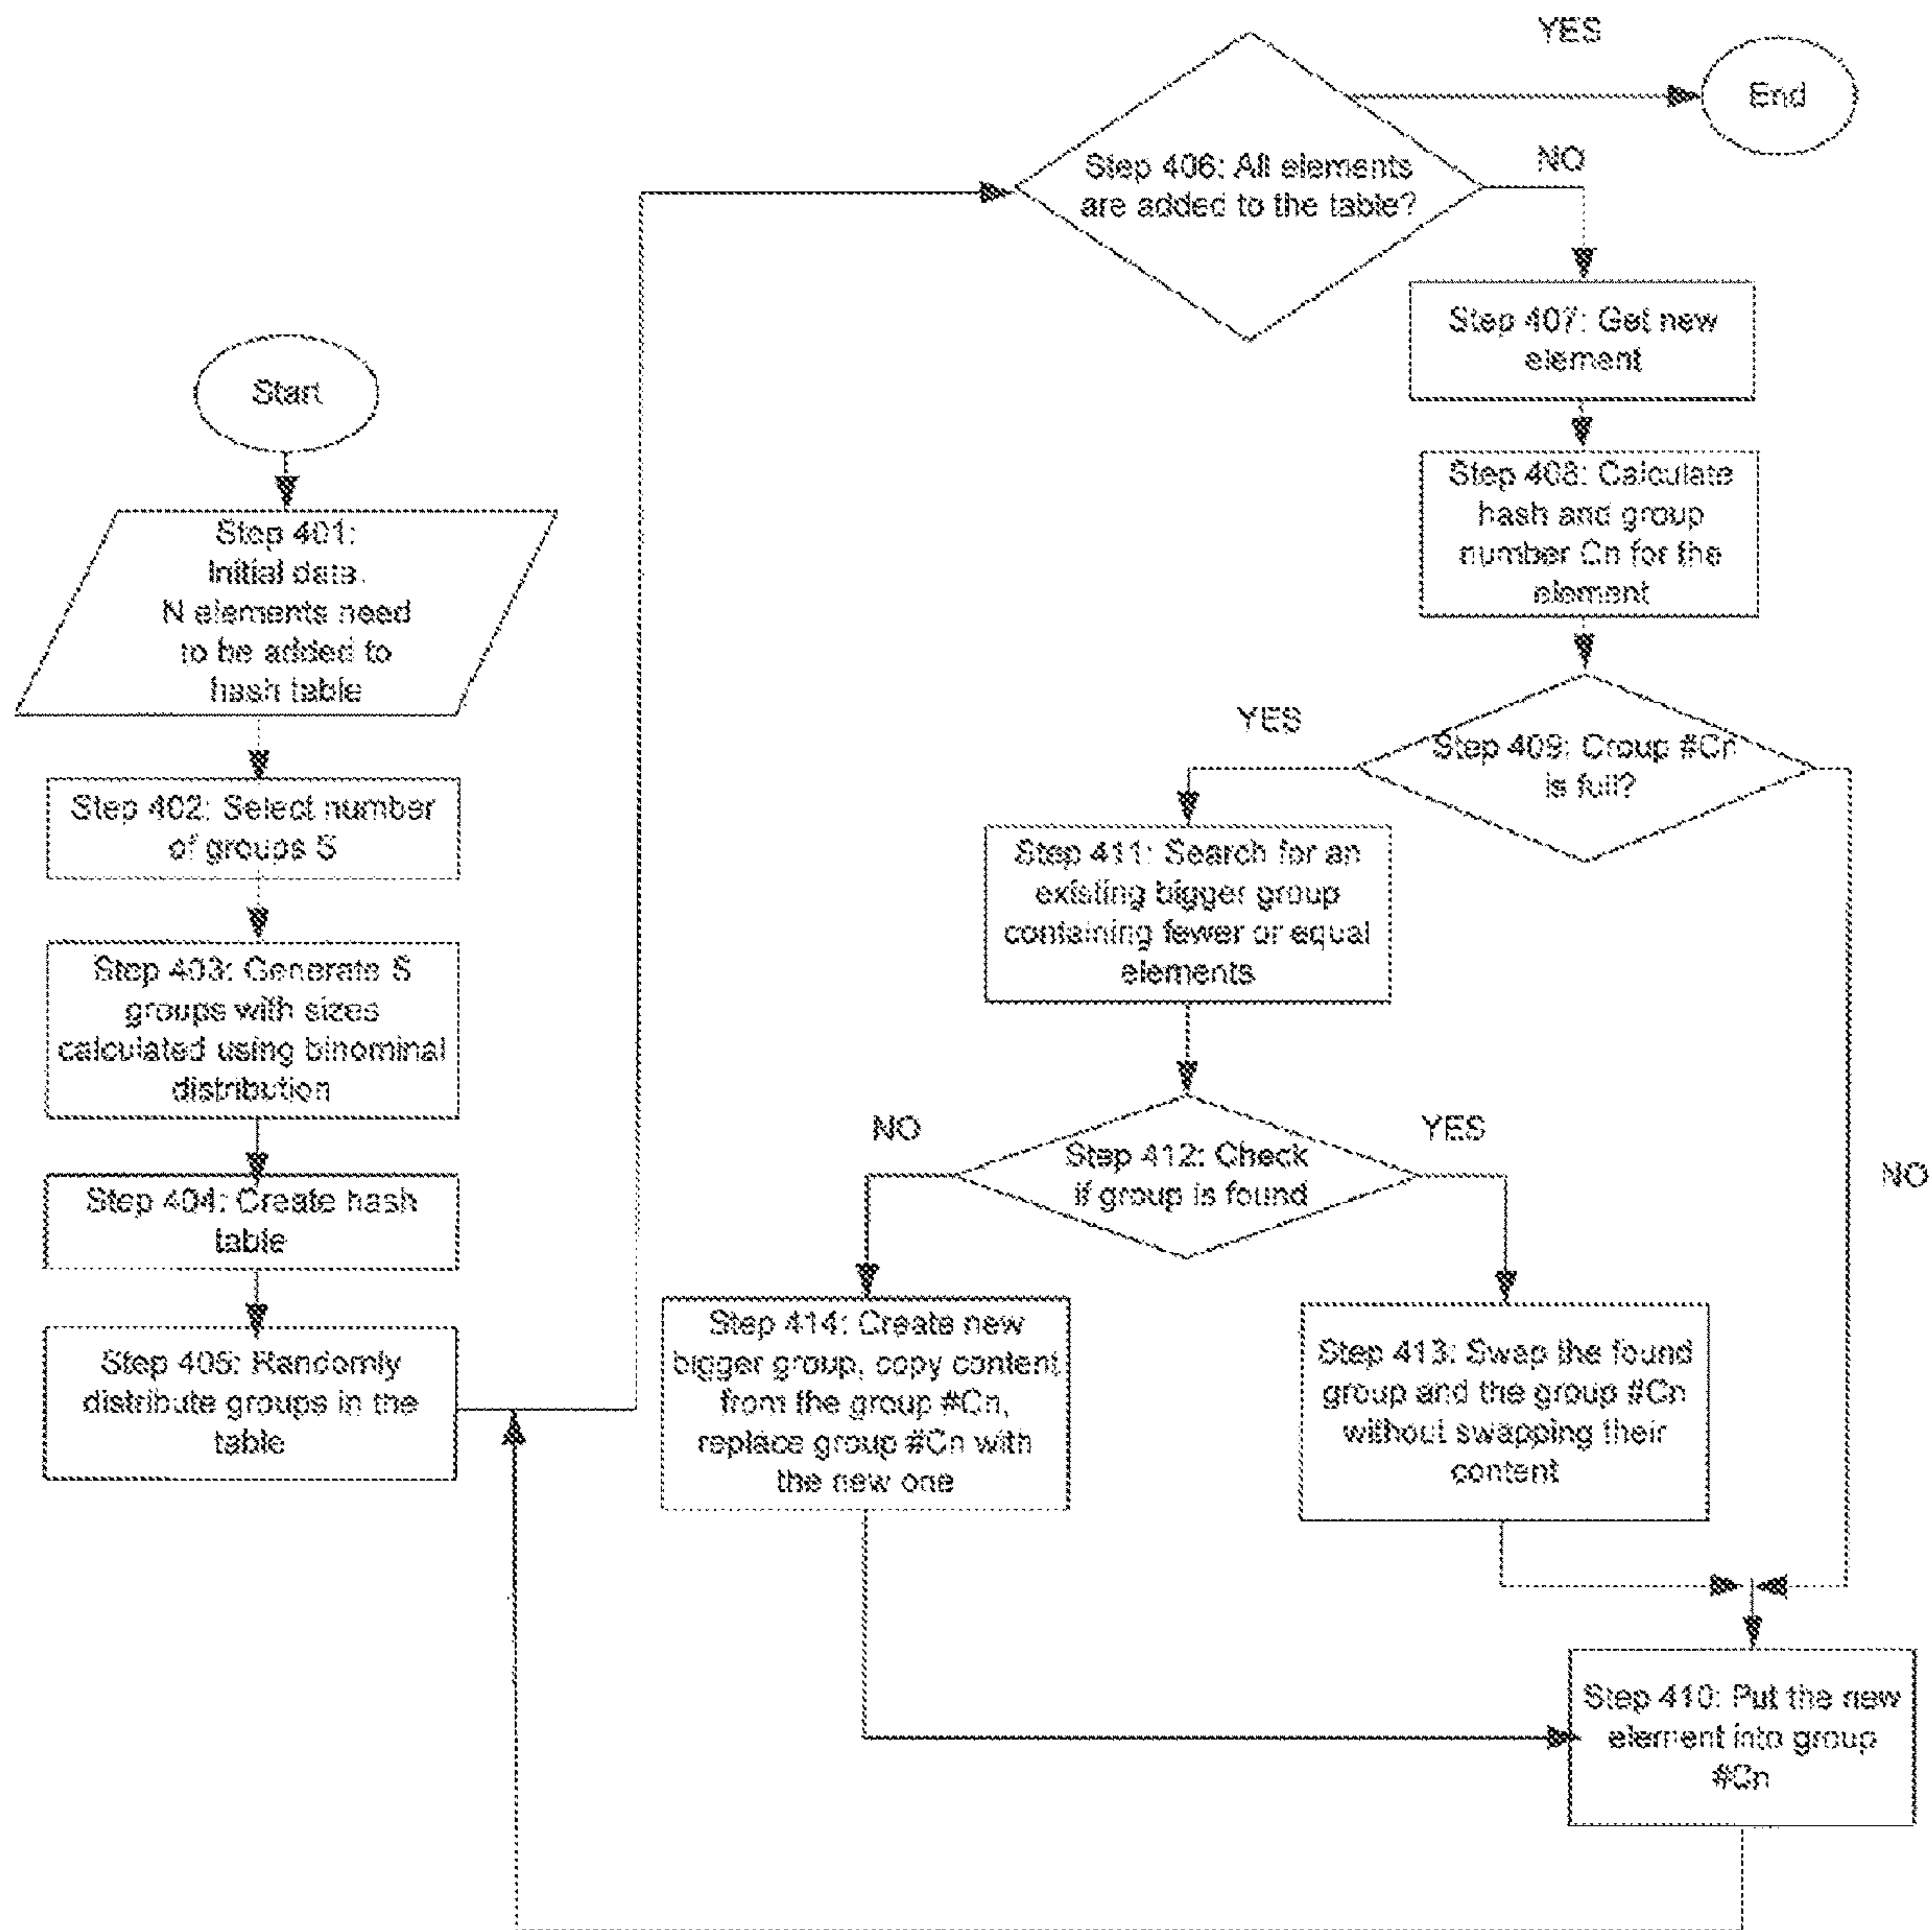 Start
Step 401:
Initial data.
N elements need
to be added to
hash table
Step 402: Select number
of groups S
Step 403: Generate S
groups with sizes
calculated using binominal
distribution
Step 404: Create hash
table
Step 405: Randomly
distribute groups in the
table
Step 406: All elements
are added to the table?
YES
End
NO
Step 407: Get new
element
Step 408: Calculate
hash and group
number Cn for the
element
Step 409: Croup #Cn
is full?
YES
NO
Step 411: Search for an
existing bigger group
containing fewer or equal
elements
Step 412: Check
if group is found
NO
YES
Step 414: Create new
bigger group, copy content
from the group #Cn,
replace group #Cn with
the new one
Step 413: Swap the found
group and the group #Cn
without swapping their
content
Step 410: Put the new
element into group
#Cn